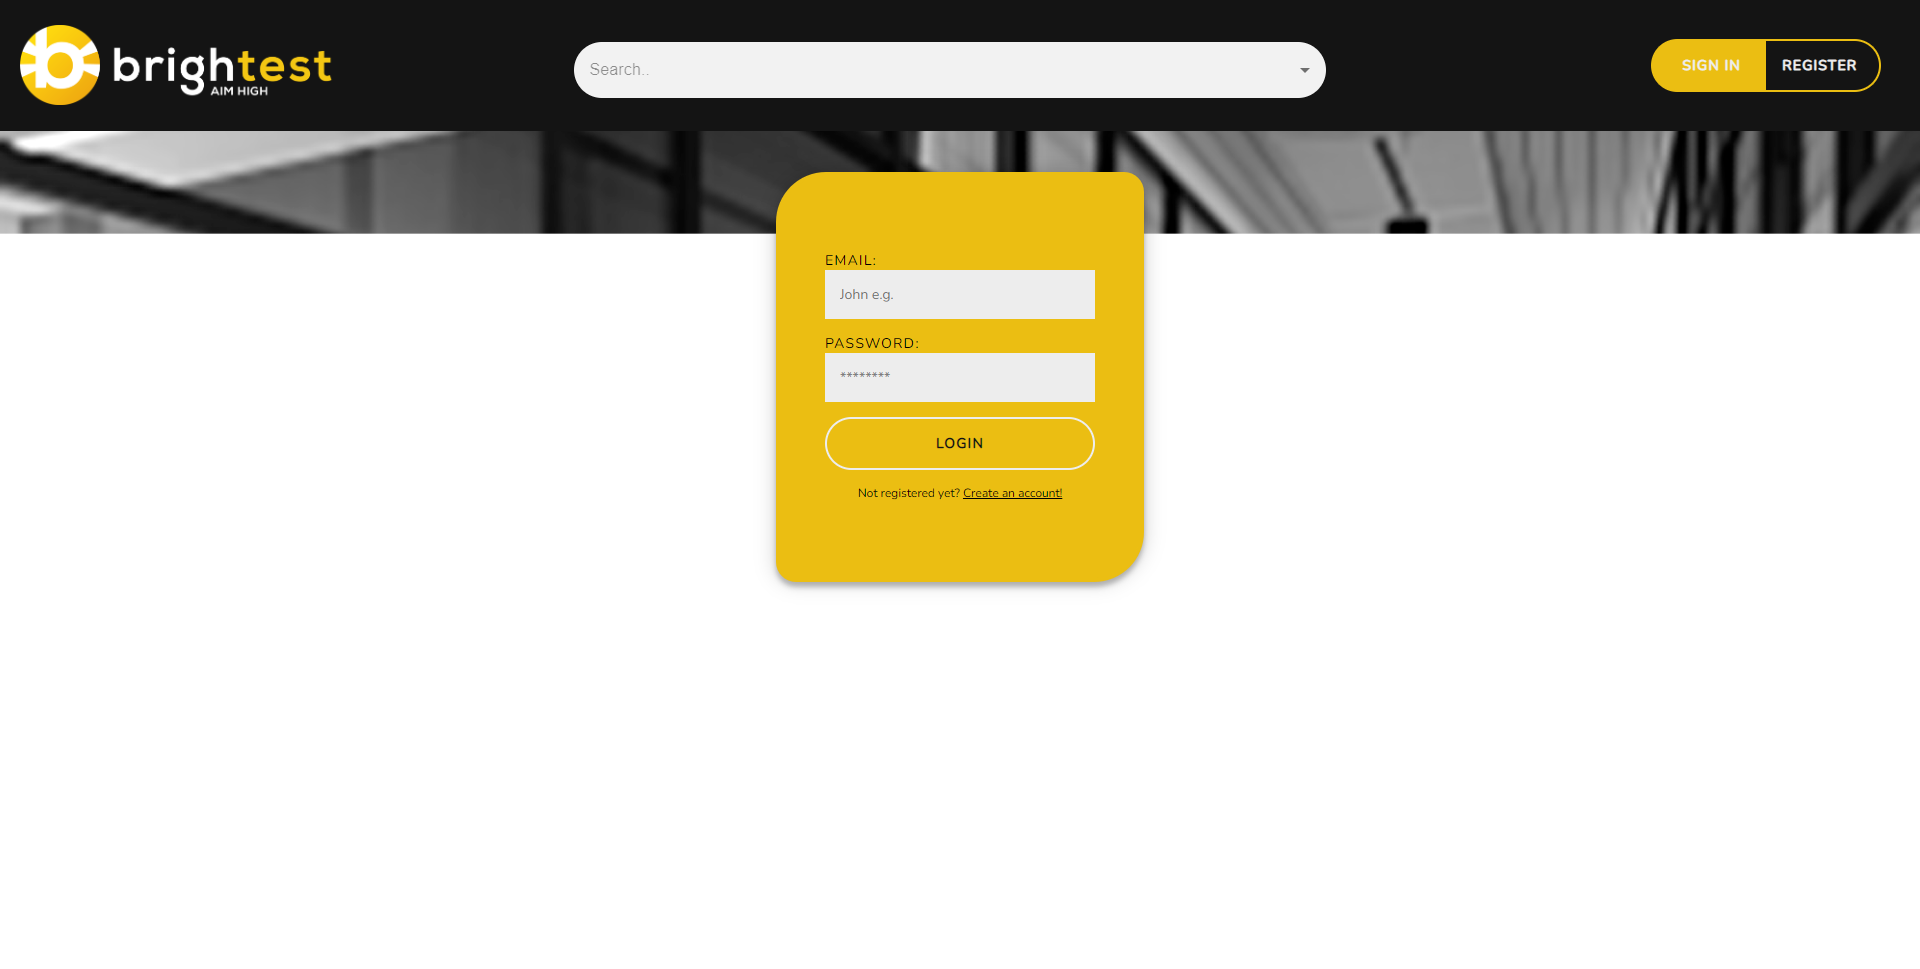 brightest
AIM HIGH
Search..
SIGN IN
REGISTER
EMAIL:
John e.g.
PASSWORD:
********
LOGIN
Not registered yet? Create an account!